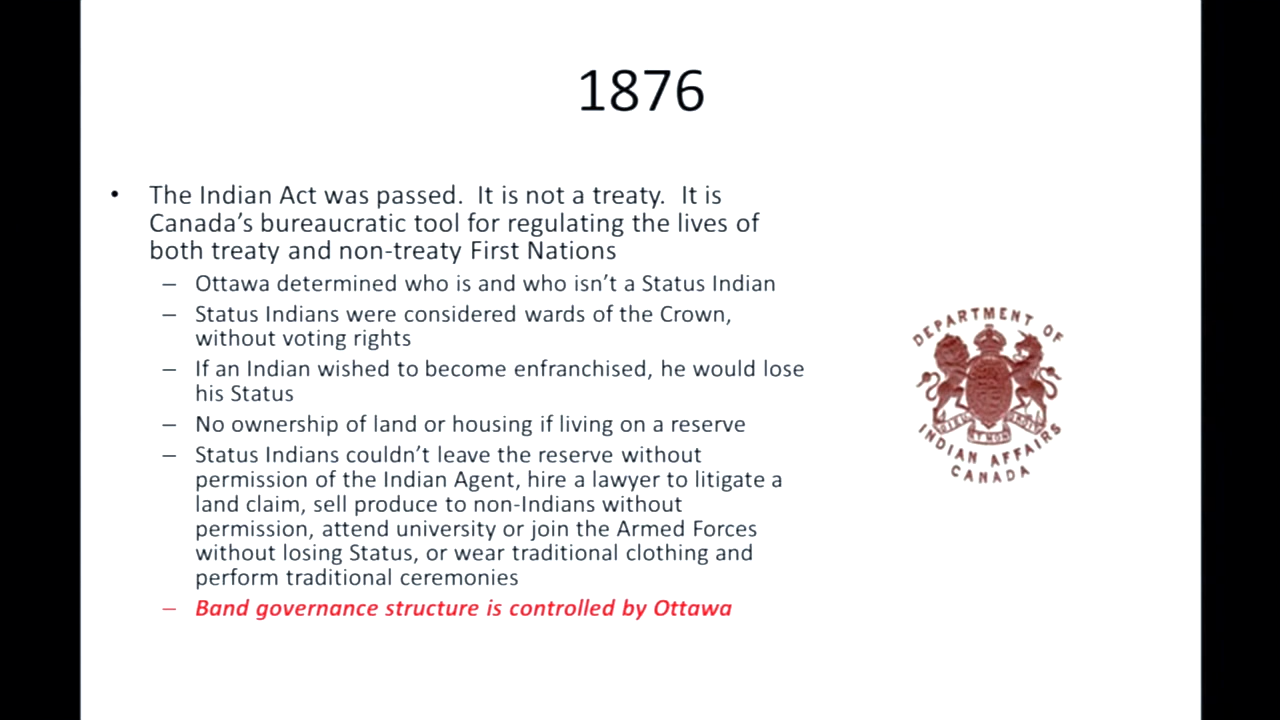 1876
• The Indian Act was passed.  It is not a treaty.  It is
Canada’s bureaucratic tool for regulating the lives of
both treaty and non-treaty First Nations
– Ottawa determined who is and who isn’t a Status Indian
– Status Indians were considered wards of the Crown,
without voting rights
– If an Indian wished to become enfranchised, he would lose
his Status
– No ownership of land or housing if living on a reserve
– Status Indians couldn’t leave the reserve without
permission of the Indian Agent, hire a lawyer to litigate a
land claim, sell produce to non-Indians without
permission, attend university or join the Armed Forces
without losing Status, or wear traditional clothing and
perform traditional ceremonies
– Band governance structure is controlled by Ottawa
DEPARTMENT OF
INDIAN AFFAIRS
CANADA